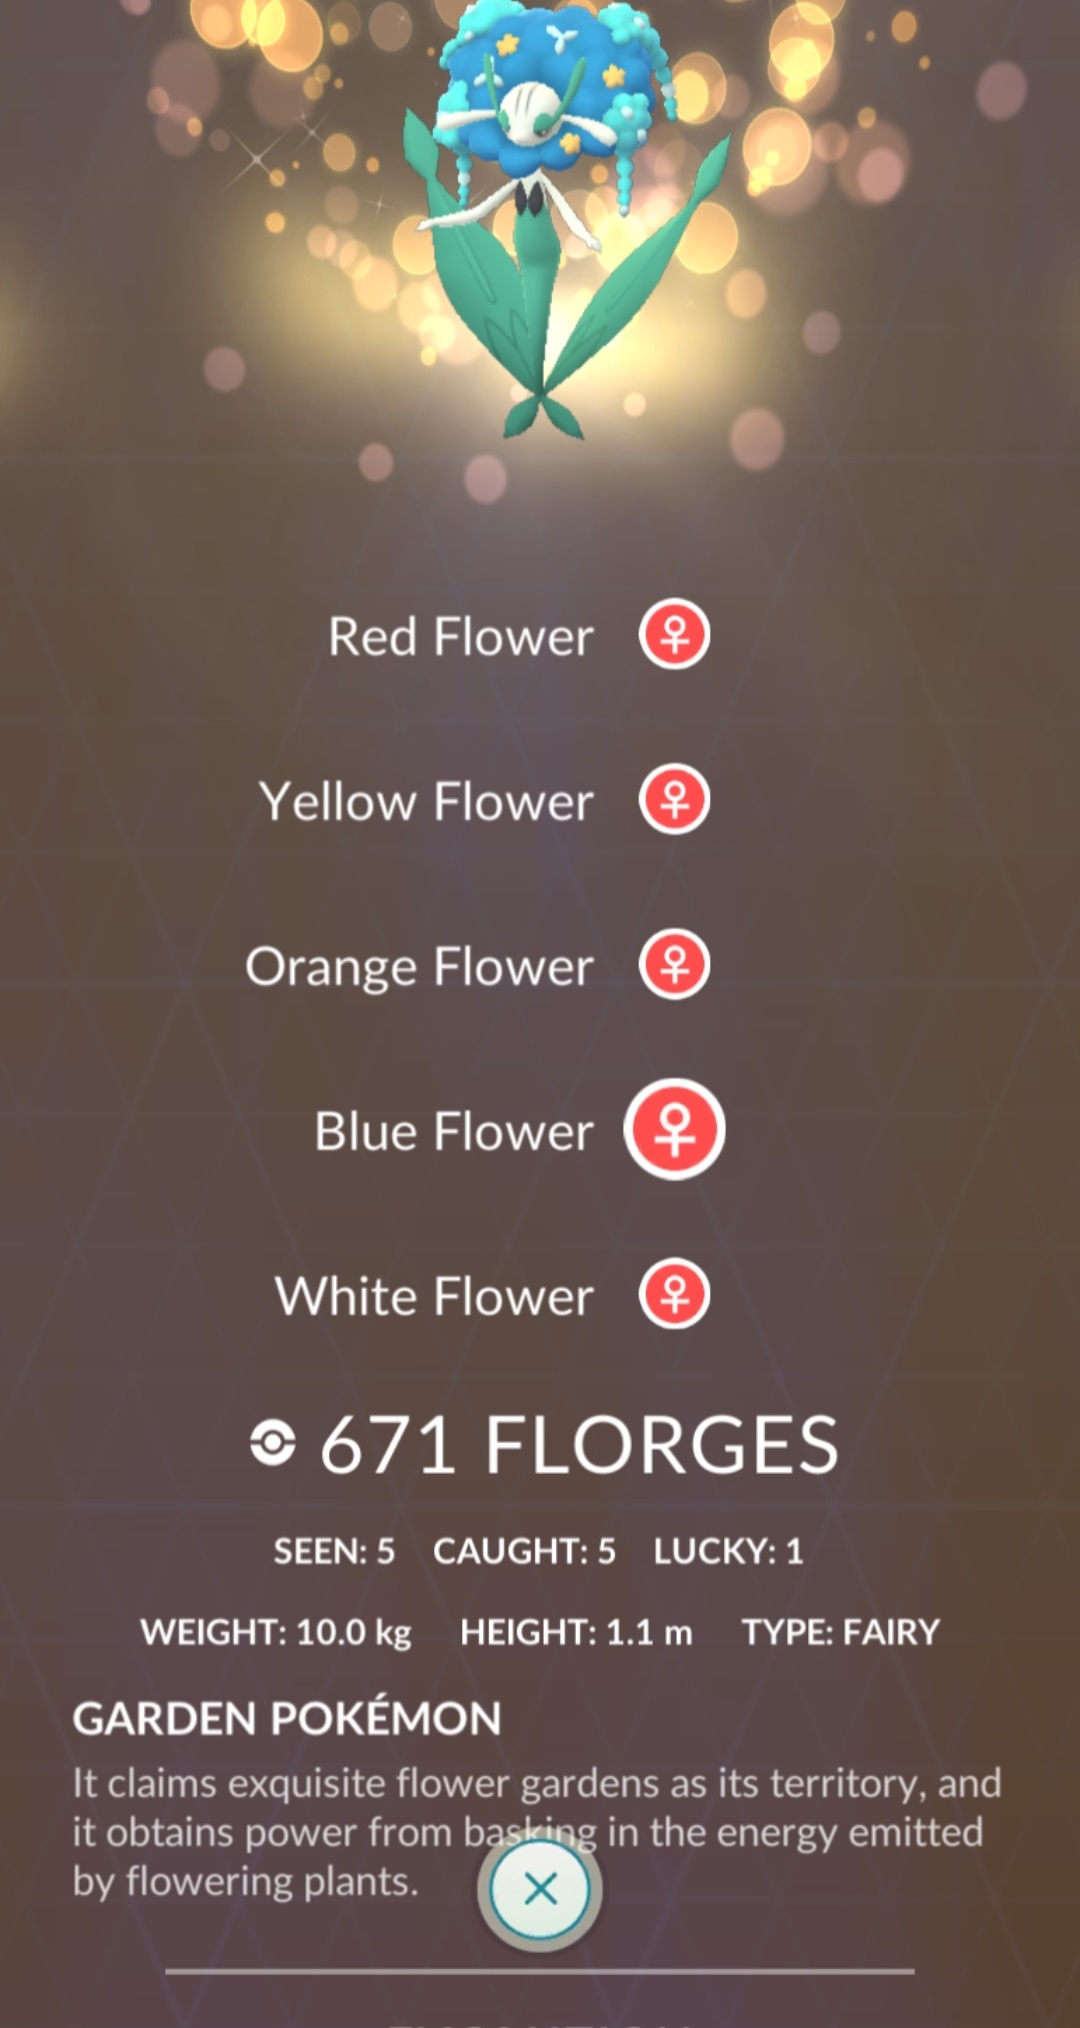 Red Flower
Yellow Flower
Orange Flower
Blue Flower
White Flower
671 FLORGES
SEEN: 5 CAUGHT: 5 LUCKY: 1
WEIGHT: 10.0 kg HEIGHT: 1.1 m TYPE: FAIRY
GARDEN POKÉMON
It claims exquisite flower gardens as its territory, and
it obtains power from basking in the energy emitted
by flowering plants.